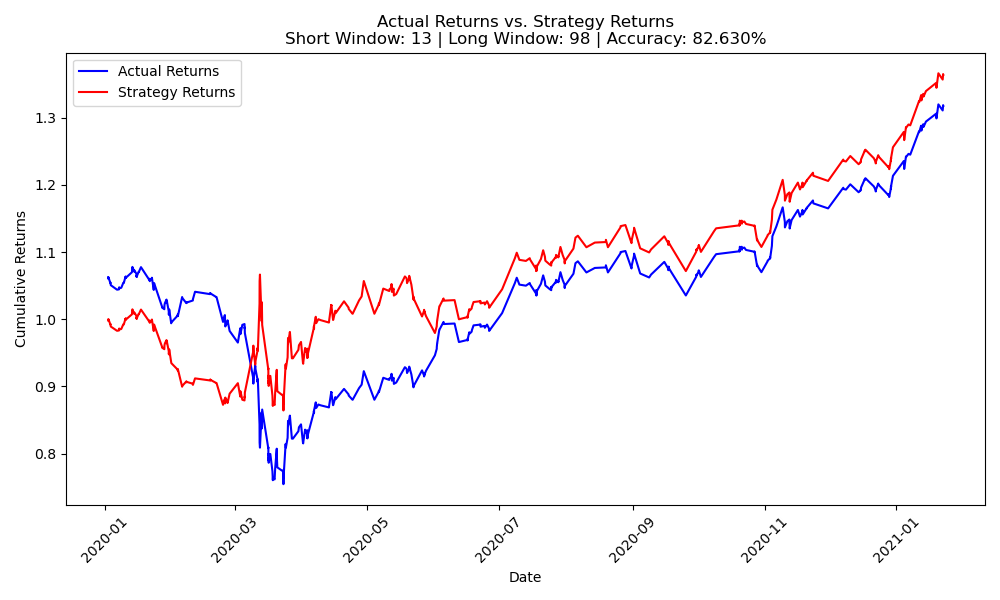 Actual Returns vs. Strategy Returns
Short Window: 13 | Long Window: 98 | Accuracy: 82.630%
Actual Returns
Strategy Returns
Cumulative Returns
1.3
1.2
1.1
1.0
0.9
0.8
2020-01
2020-03
2020-05
2020-07
2020-09
2020-11
2021-01
Date